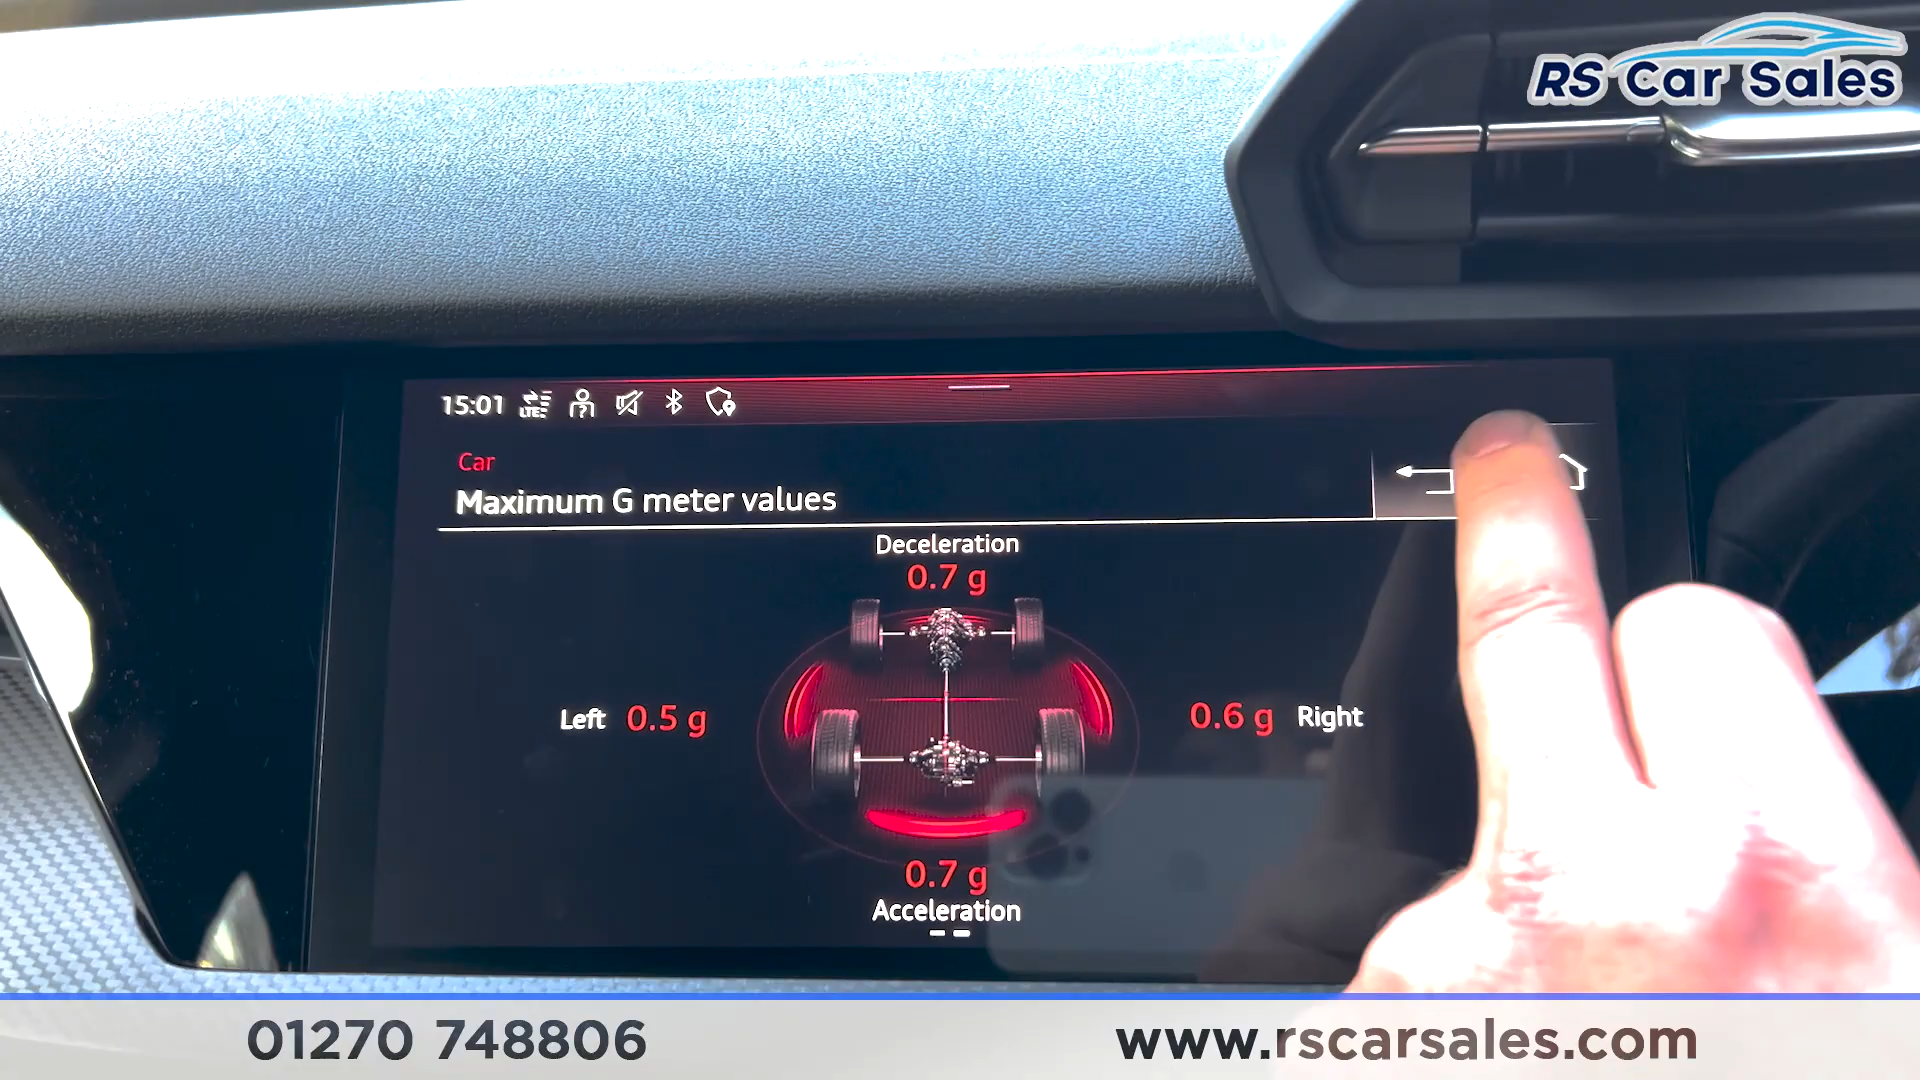 RS Car Sales
15:01 LTE
Car
Maximum G meter values
Deceleration
0.7 g
Left 0.5 g
0.6 g Right
0.7 g
Acceleration
01270 748806
www.rscarsales.com